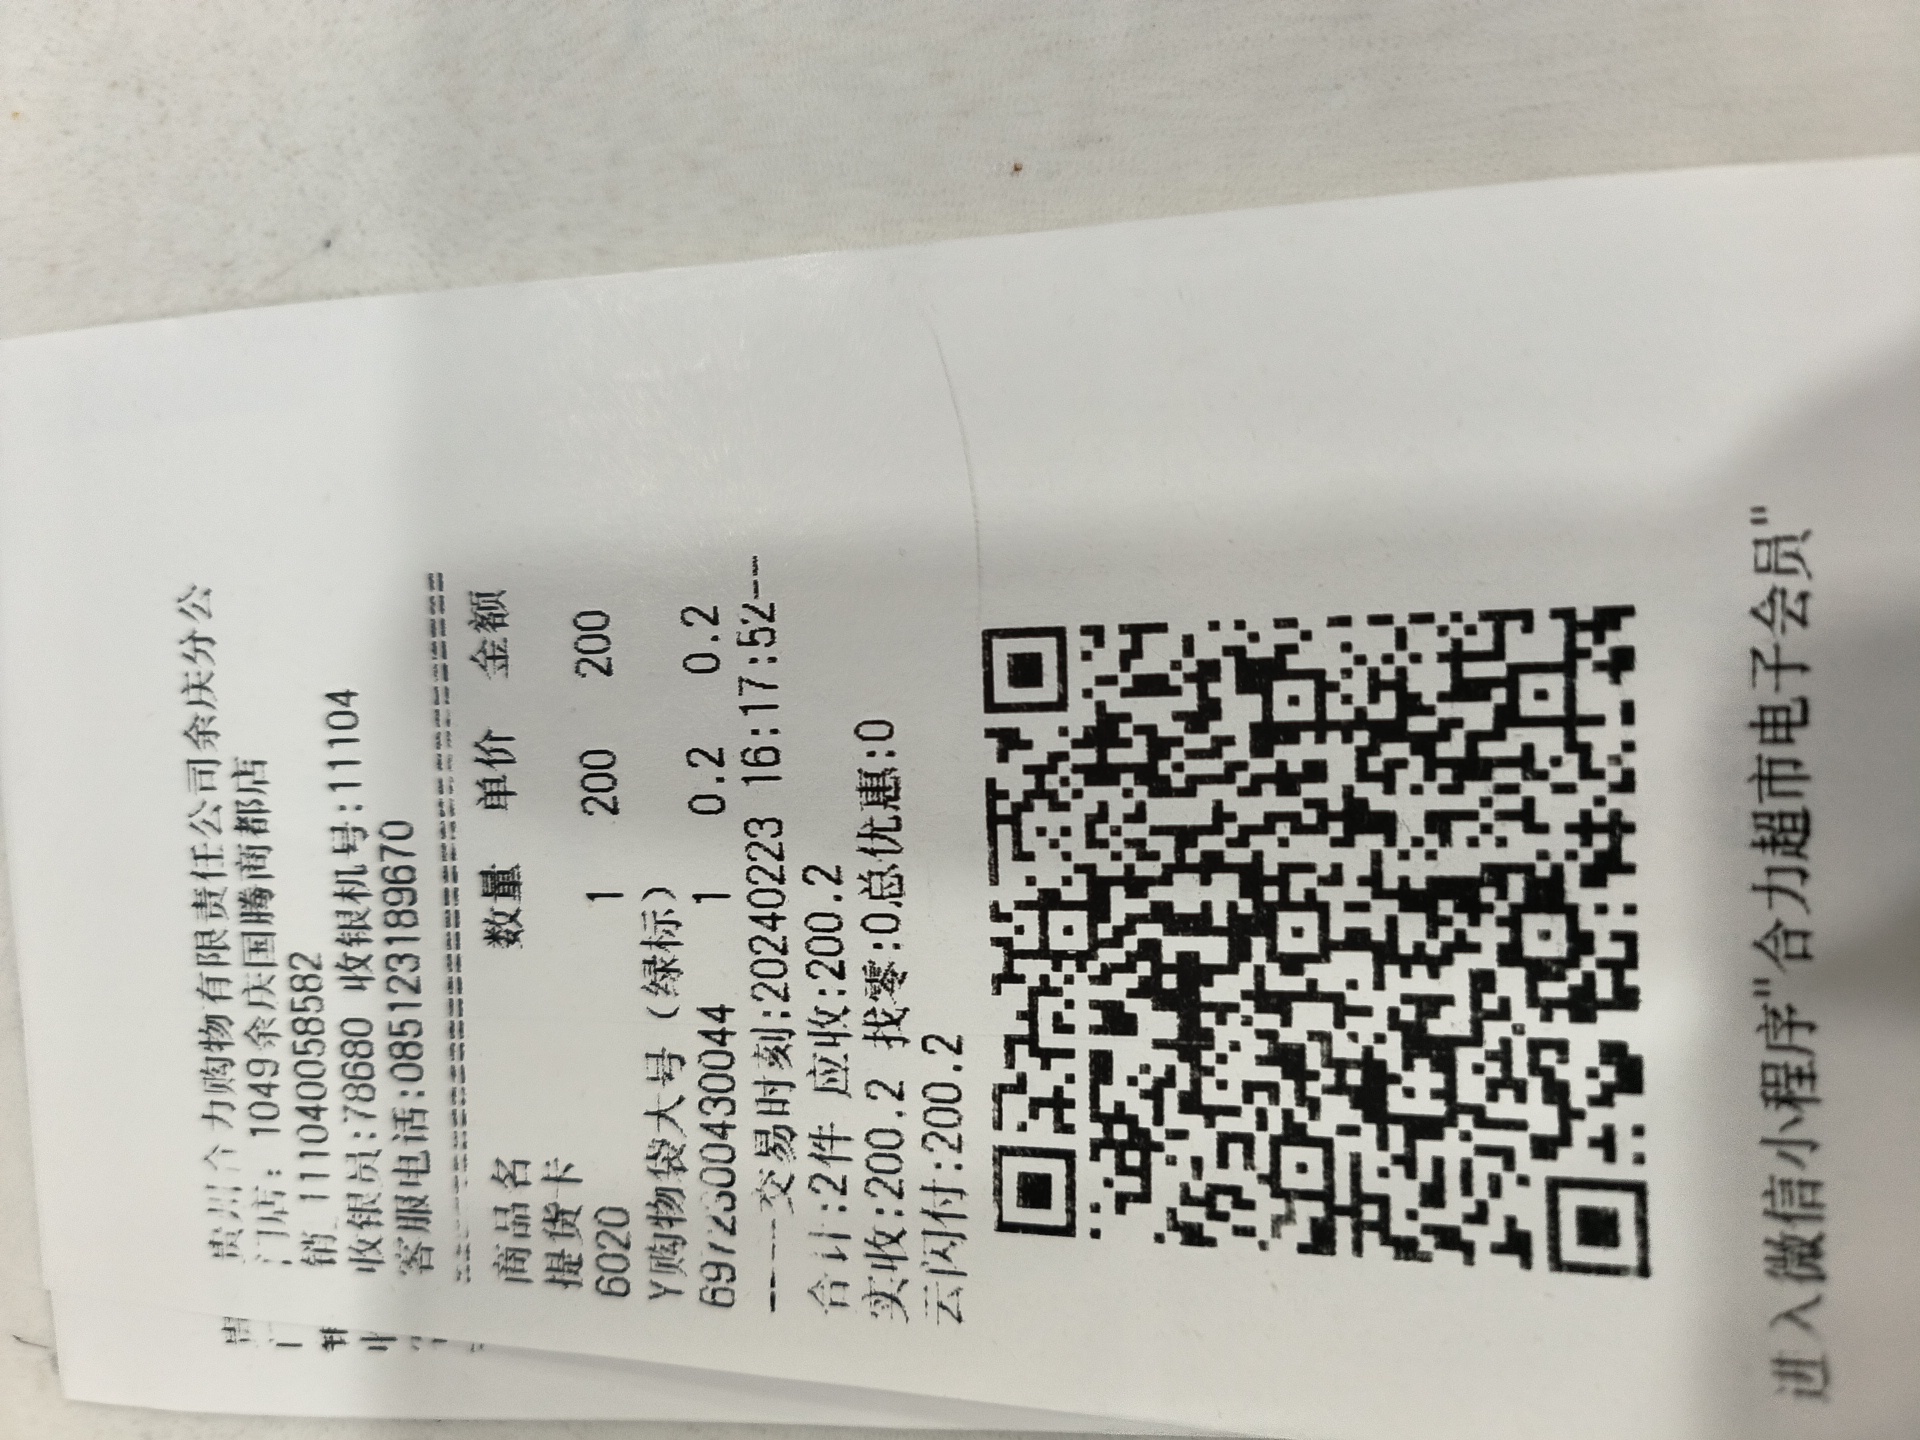 贵州合力购物有限责任公司余庆分公
门店: 1049余庆国腾商都店
销 1110400058582
收银员:78680 收银机号:11104
客服电话:085123189670
商品名 数量 单价 金额
提货卡
6020 1 200 200
Y购物袋大号(绿标)
6972300430044 1 0.2 0.2
-----交易时刻:20240223 16:17:52--
合计:2件 应收:200.2
实收:200.2 找零:0总优惠:0
云闪付:200.2
进入微信小程序"合力超市电子会员"